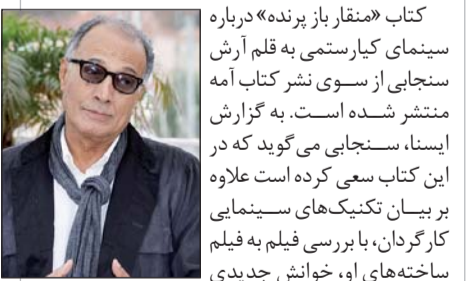 کتاب «منقار باز پرنده» درباره
سینمای کیارستمی به قلم آرش
سنجابی از سوی نشر کتاب آمه
منتشر شده است. به گزارش
ایسنا، سنجابی می‌گوید که در
این کتاب سعی کرده است علاوه
بر بیان تکنیک‌های سینمایی
کارگردان، با بررسی فیلم به فیلم
ساخته‌های او، خوانش جدیدی